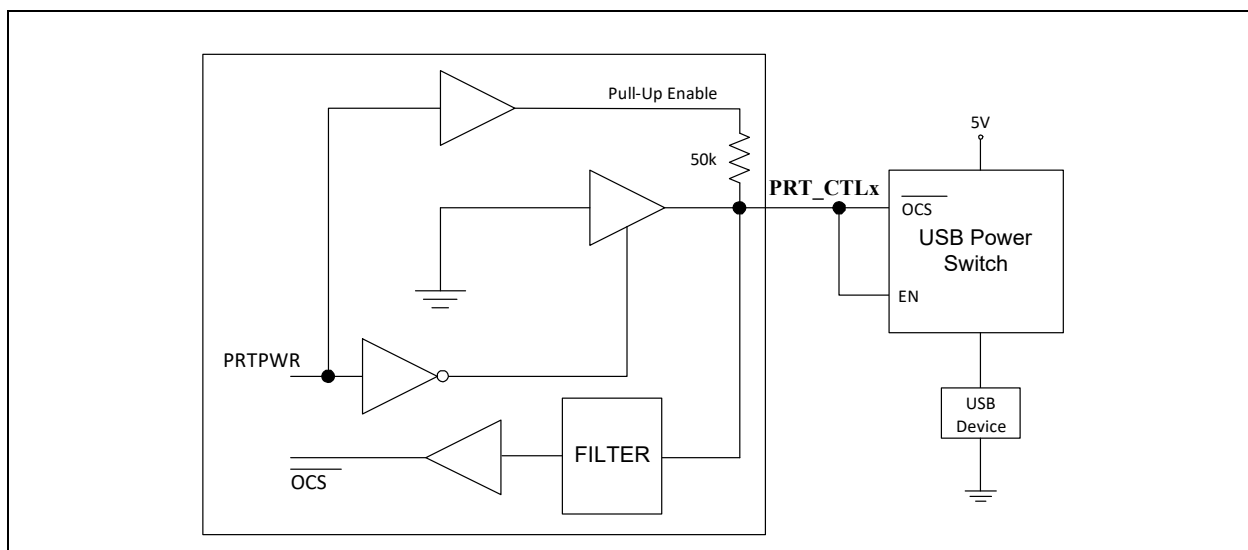 Pull-Up Enable
5V
50k
PRT_CTLx
OCS
USB Power
Switch
EN
PRTPWR
FILTER
OCS
USB
Device